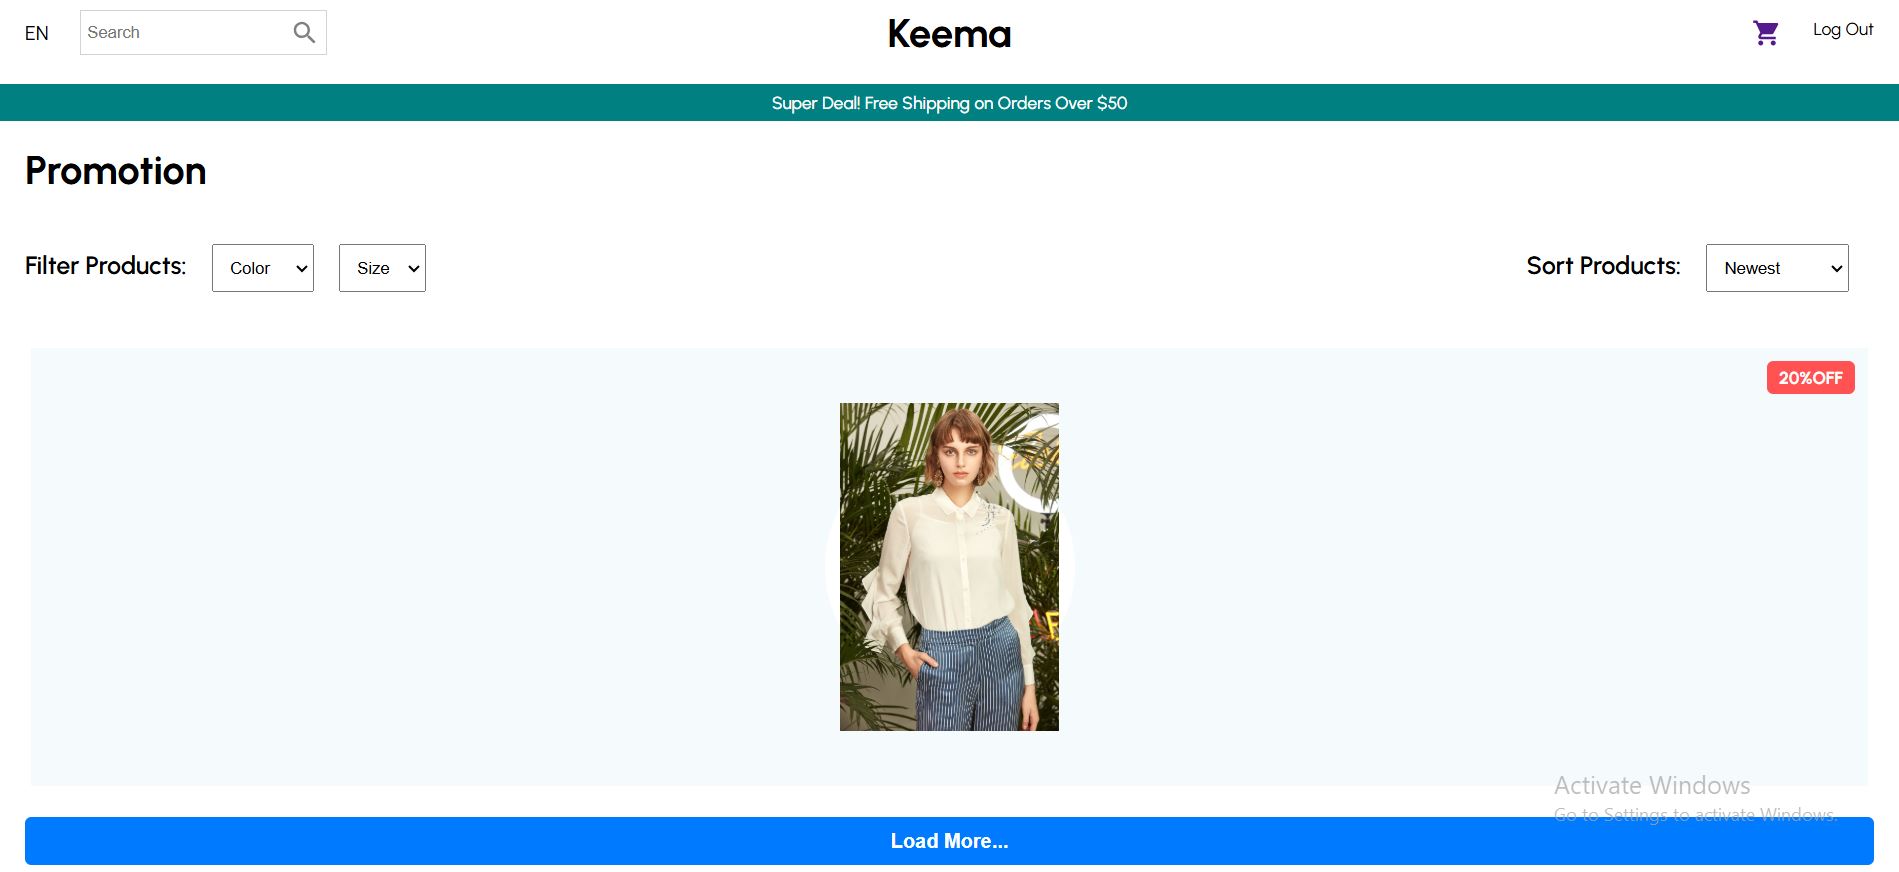 EN
Search
Keema
Log Out
Super Deal! Free Shipping on Orders Over $50
Promotion
Filter Products:
Color
Size
Sort Products:
Newest
20%OFF
Activate Windows
Go to Settings to activate Windows.
Load More...